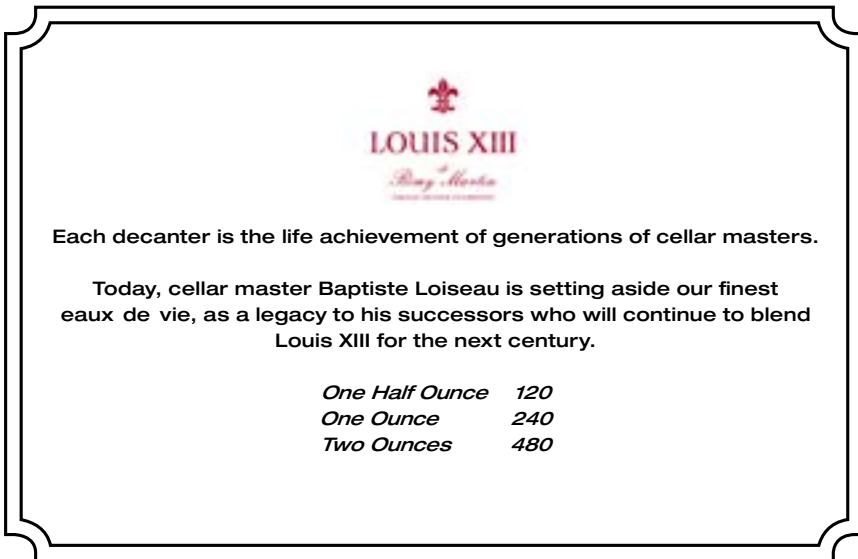 LOUIS XIII
de
Rémy Martin
Each decanter is the life achievement of generations of cellar masters.
Today, cellar master Baptiste Loiseau is setting aside our finest
eaux de vie, as a legacy to his successors who will continue to blend
Louis XIII for the next century.
One Half Ounce 120
One Ounce 240
Two Ounces 480